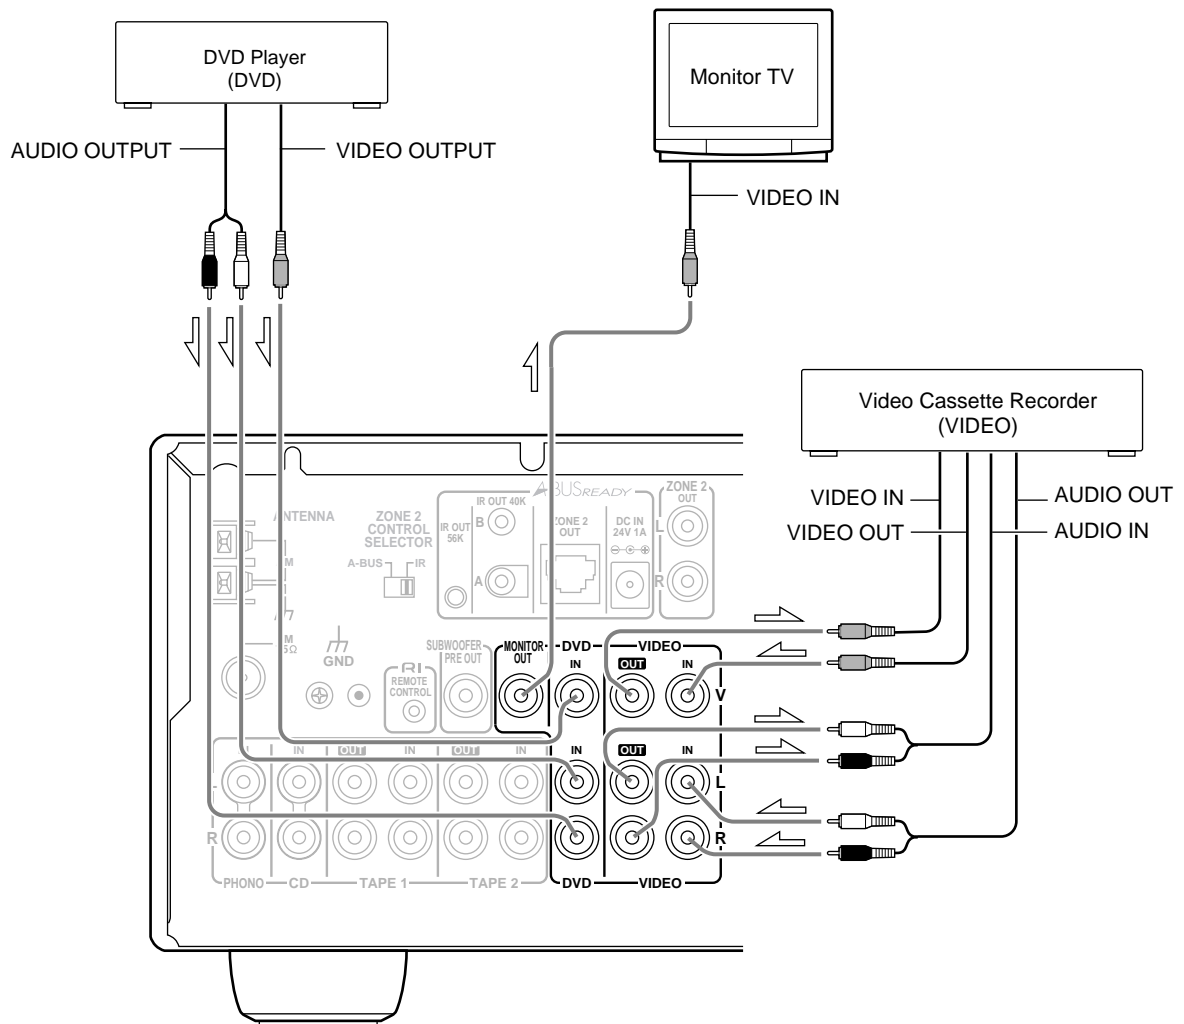 DVD Player
(DVD)
Monitor TV
AUDIO OUTPUT
VIDEO OUTPUT
VIDEO IN
Video Cassette Recorder
(VIDEO)
VIDEO IN
AUDIO OUT
VIDEO OUT
AUDIO IN
ANTENNA
ZONE 2
CONTROL
SELECTOR
A-BUS
IR
IR OUT
56K
IR OUT 40K
B
A
A BUS READY
ZONE 2
OUT
DC IN
24V 1A
ZONE 2
OUT
L
R
GND
RI
REMOTE
CONTROL
SUBWOOFER
PRE OUT
MONITOR
OUT
DVD
VIDEO
IN
OUT
IN
V
IN
OUT
IN
OUT
IN
IN
OUT
IN
L
R
R
PHONO
CD
TAPE 1
TAPE 2
DVD
VIDEO